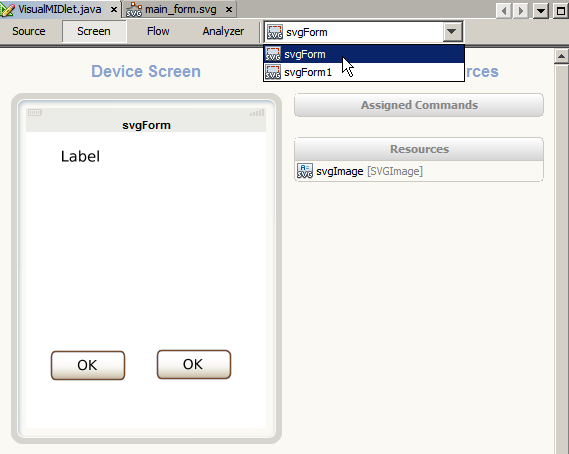 VisualMIDlet.java × main_form.svg ×
Source Screen Flow Analyzer svgForm
svgForm
svgForm1
Device Screen
Assigned Commands
Resources
svgImage [SVGImage]
svgForm
Label
OK OK